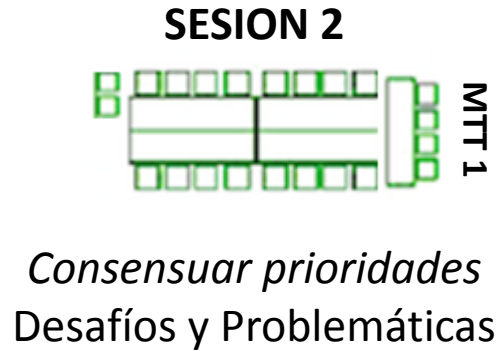 SESION 2
MTT 1
Consensuar prioridades
Desafíos y Problemáticas